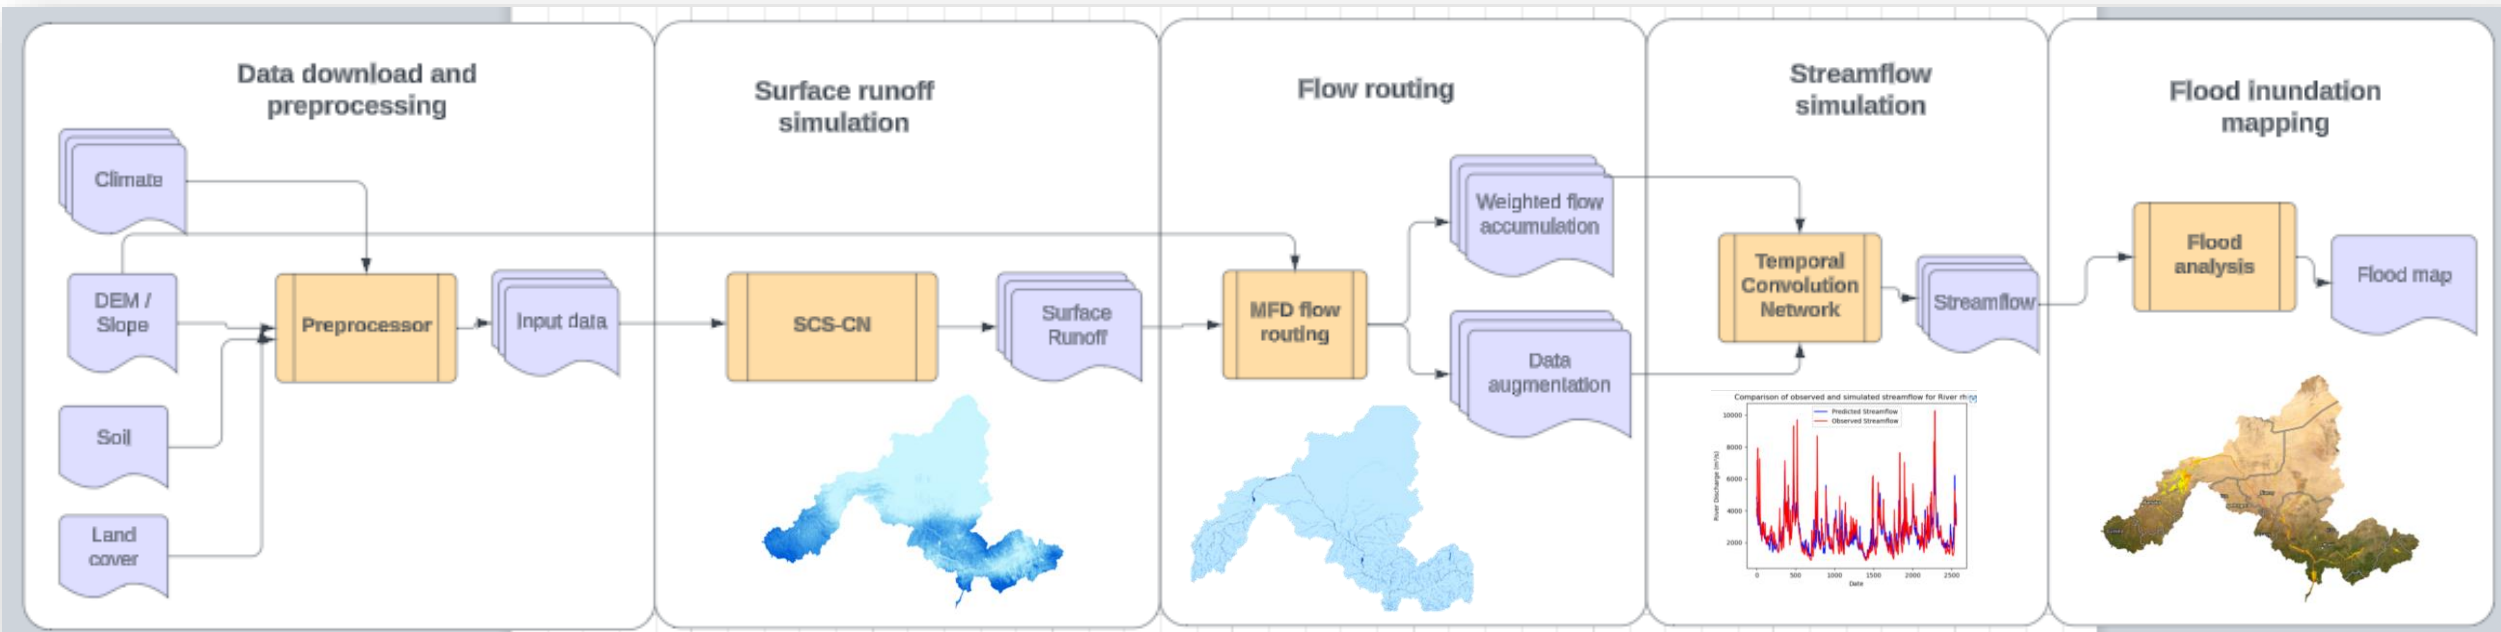 Data download and
preprocessing
Climate
DEM /
Slope
Soil
Land
cover
Preprocessor
Input data
Surface runoff
simulation
SCS-CN
Surface
Runoff
Flow routing
MFD flow
routing
Weighted flow
accumulation
Data
augmentation
Streamflow
simulation
Temporal
Convolution
Network
Streamflow
Comparison of observed and simulated streamflow for River
Predicted Streamflow
Observed Streamflow
River Discharge (m³/s)
10000
8000
6000
4000
2000
0 500 1000 1500 2000 2500
Date
Flood inundation
mapping
Flood
analysis
Flood map